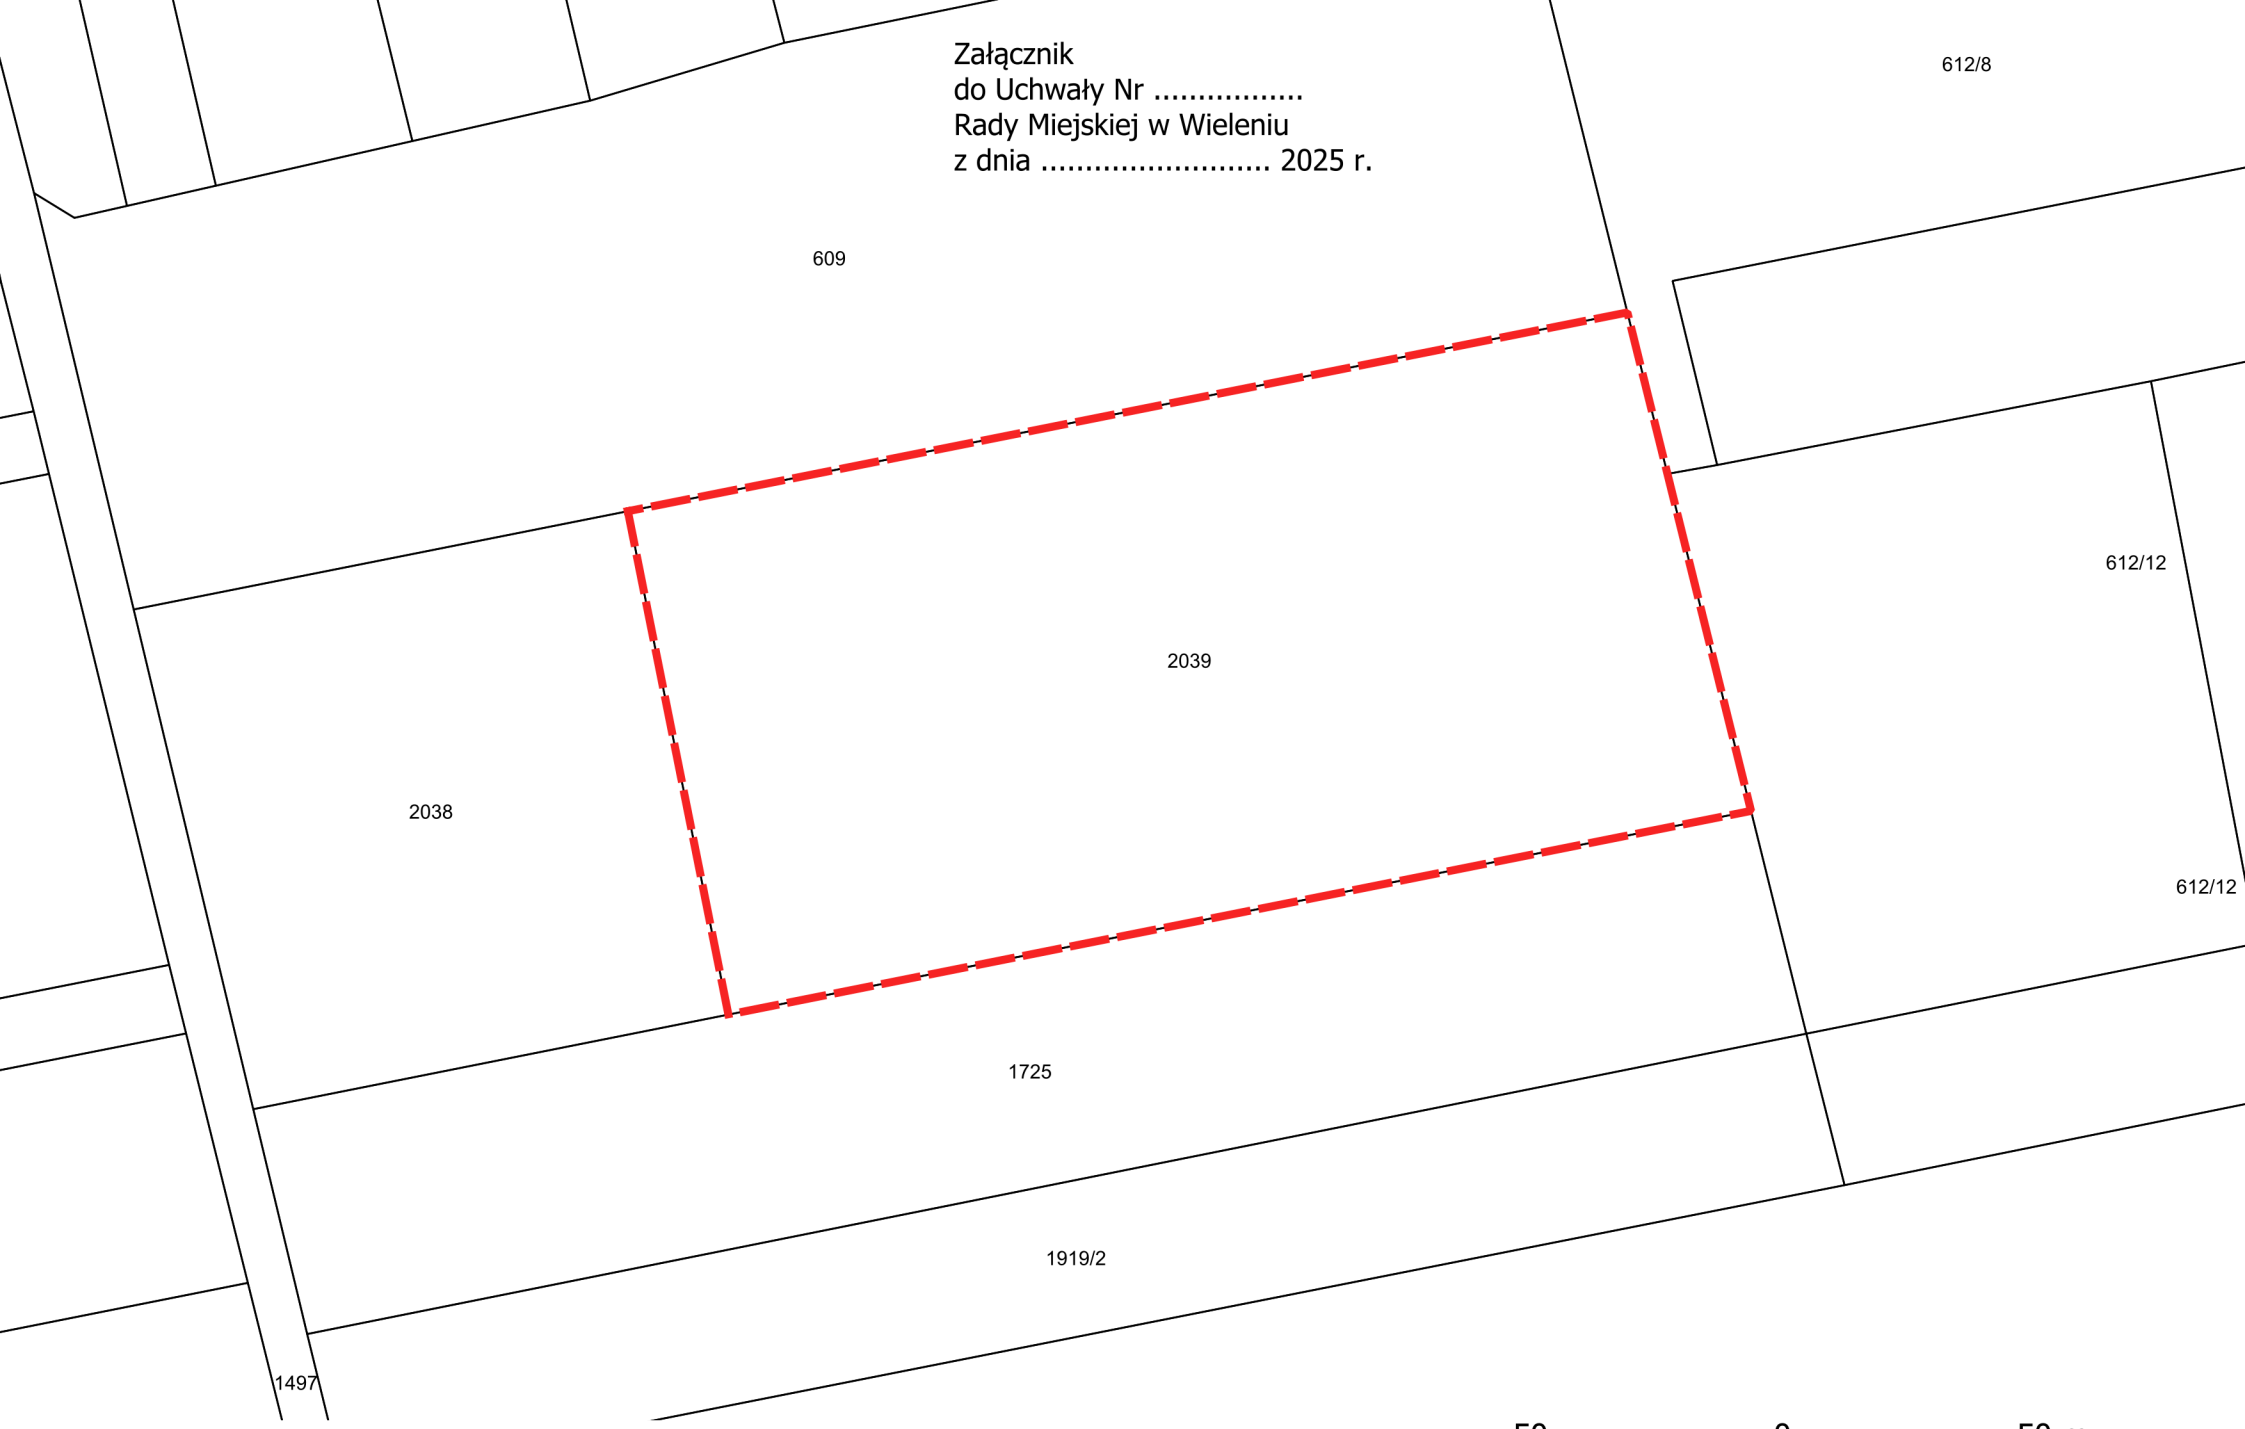 Załącznik
do Uchwały Nr .................
Rady Miejskiej w Wieleniu
z dnia .......................... 2025 r.
612/8
609
612/12
2039
2038
612/12
1725
1919/2
1497